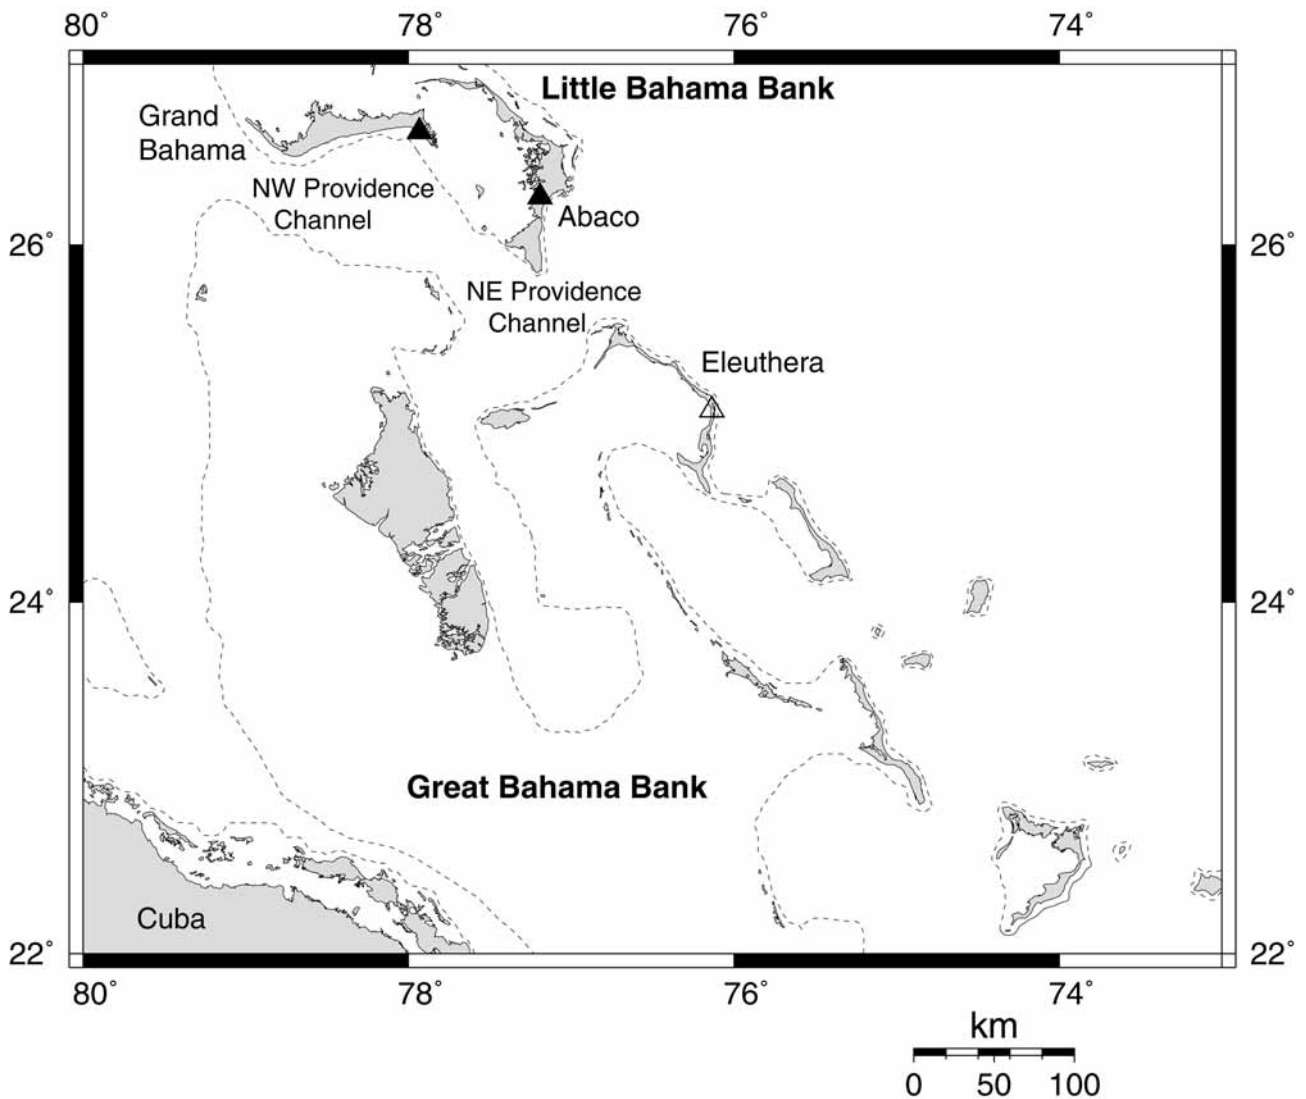 80° 78° 76° 74°
Little Bahama Bank
Grand
Bahama
NW Providence
Channel
Abaco
26° 26°
NE Providence
Channel
Eleuthera
24° 24°
Great Bahama Bank
Cuba
22° 22°
80° 78° 76° 74°
km
0 50 100